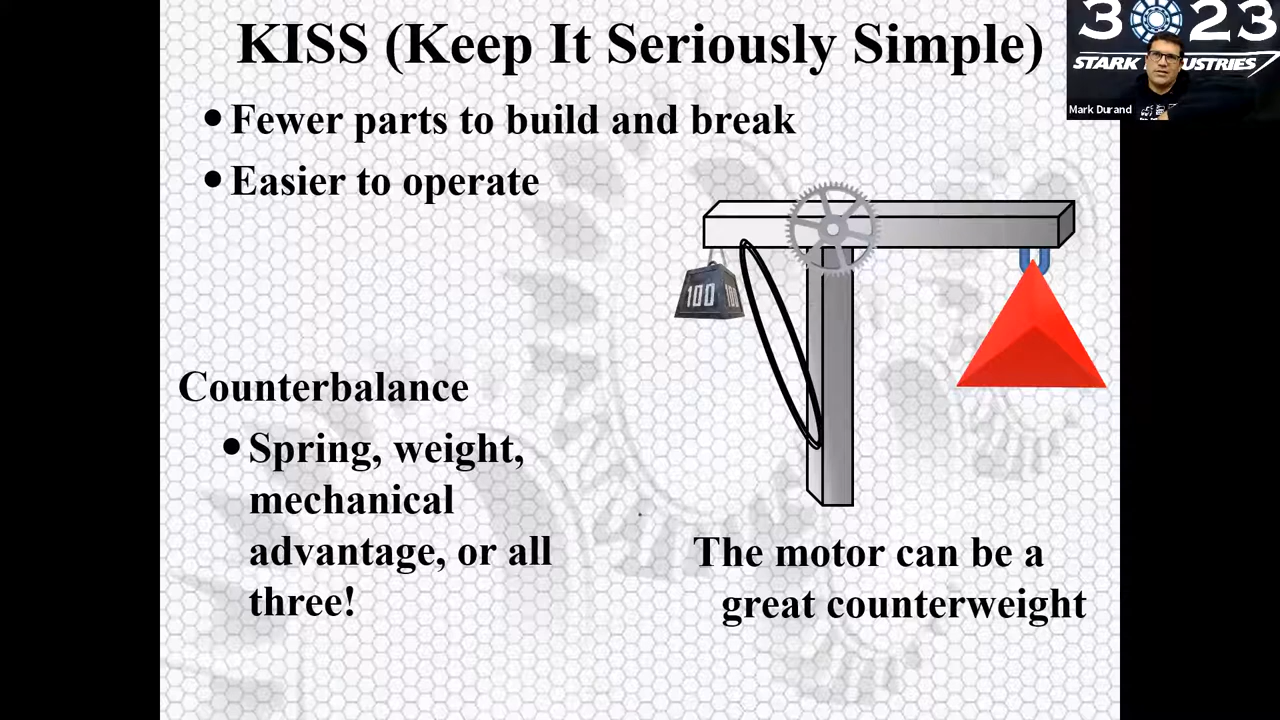 KISS (Keep It Seriously Simple)
• Fewer parts to build and break
• Easier to operate
Counterbalance
• Spring, weight,
mechanical
advantage, or all
three!
100
The motor can be a
great counterweight
3023
STARK INDUSTRIES
Mark Durand